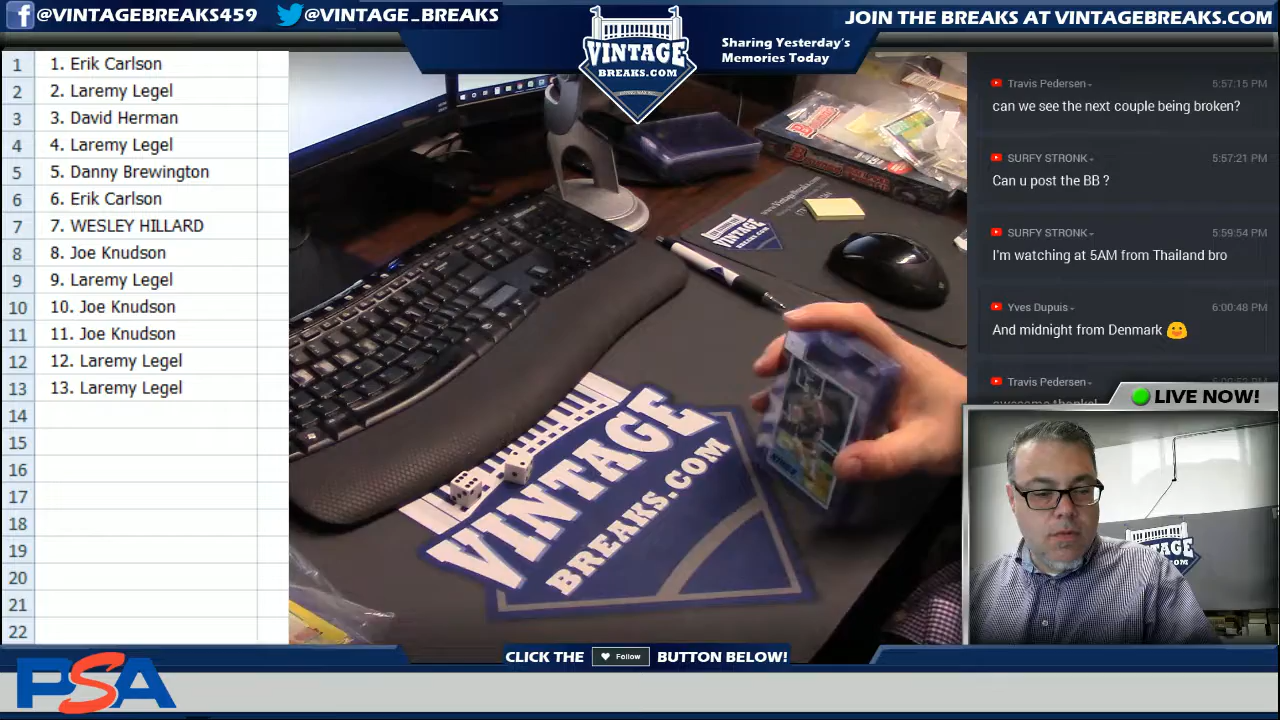 @VINTAGEBREAKS459
@VINTAGE_BREAKS
JOIN THE BREAKS AT VINTAGEBREAKS.COM
VINTAGE
BREAKS.COM
Sharing Yesterday's
Memories Today
1 1. Erik Carlson
2 2. Laremy Legel
3 3. David Herman
4 4. Laremy Legel
5 5. Danny Brewington
6 6. Erik Carlson
7 7. WESLEY HILLARD
8 8. Joe Knudson
9 9. Laremy Legel
10 10. Joe Knudson
11 11. Joe Knudson
12 12. Laremy Legel
13 13. Laremy Legel
14
15
16
17
18
19
20
21
22
Travis Pedersen 5:57:15 PM
can we see the next couple being broken?
SURFY STRONK 5:57:21 PM
Can u post the BB ?
SURFY STRONK 5:59:54 PM
I'm watching at 5AM from Thailand bro
Yves Dupuis 6:00:48 PM
And midnight from Denmark
Travis Pedersen
LIVE NOW!
VINTAGE
VINTAGE
BREAKS.COM
CLICK THE Follow BUTTON BELOW!
PSA